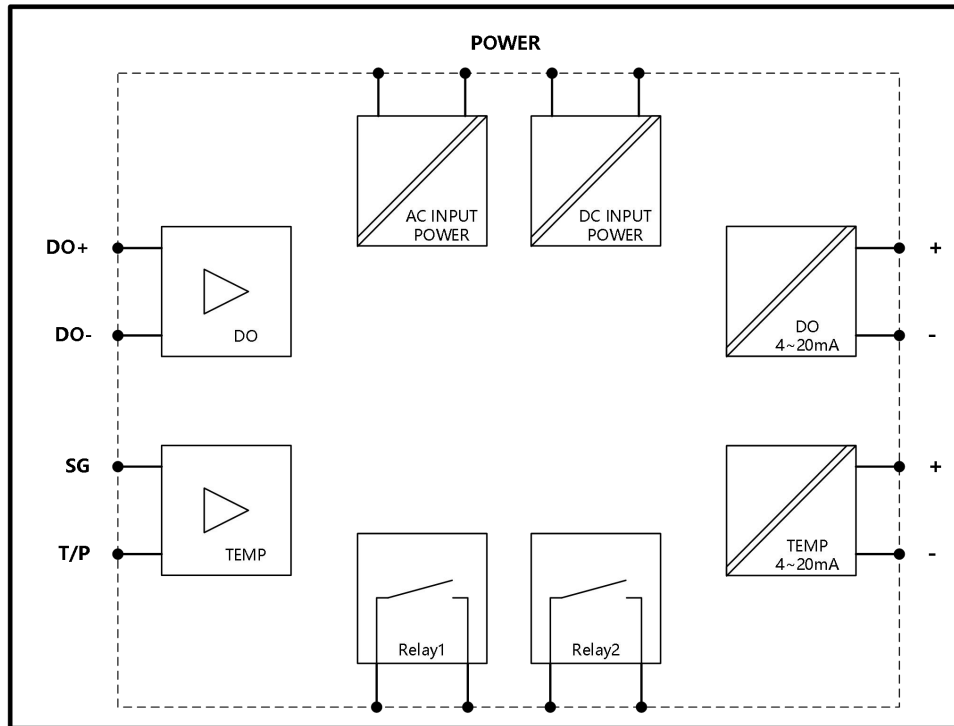 POWER
AC INPUT
POWER
DC INPUT
POWER
DO+
DO-
DO
DO
4~20mA
+
-
SG
T/P
TEMP
TEMP
4~20mA
+
-
Relay1
Relay2